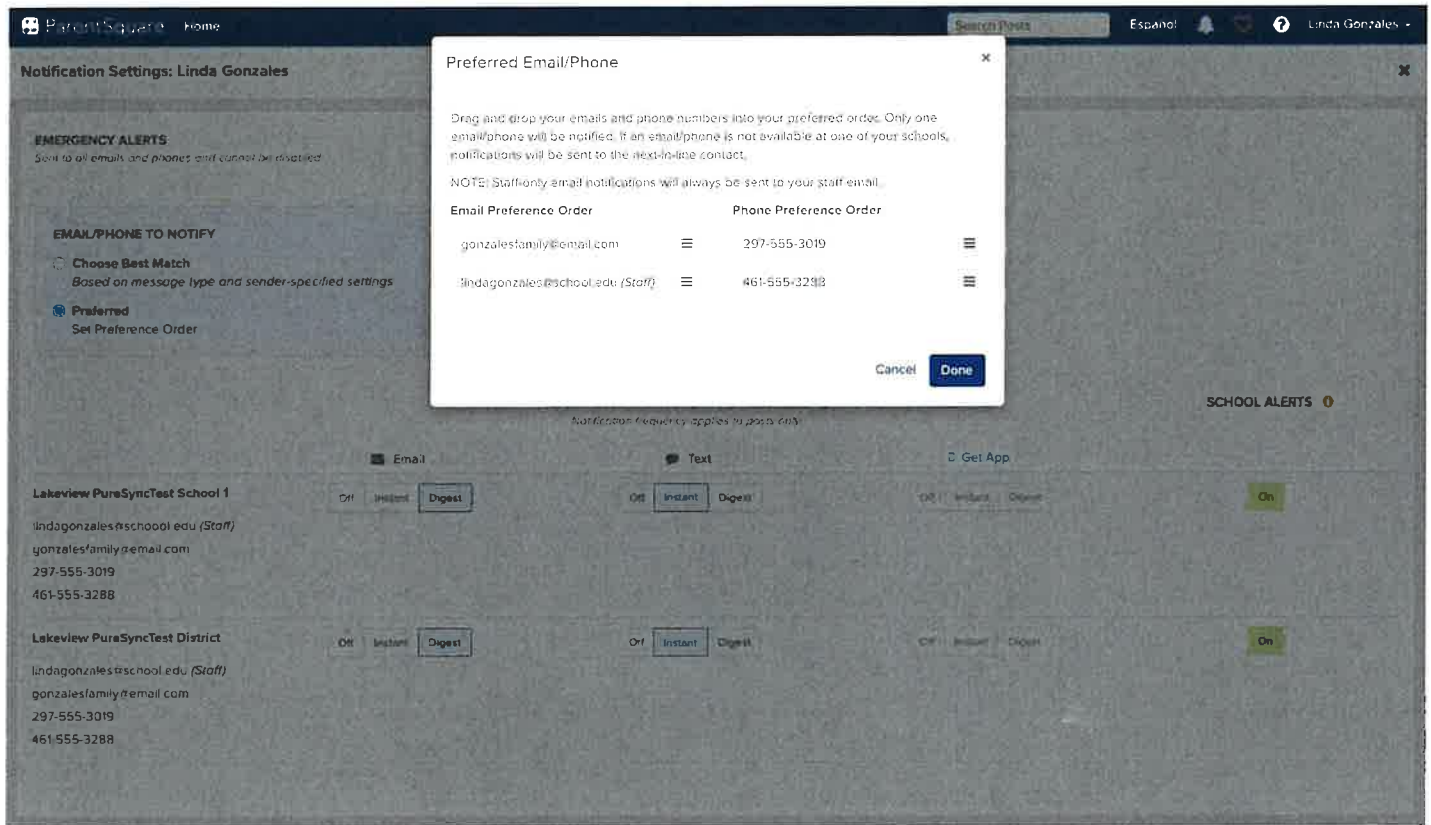 ParentSquare Home Search Posts Español Linda Gonzales
Notification Settings: Linda Gonzales
Preferred Email/Phone
Drag and drop your emails and phone numbers into your preferred order. Only one
email/phone will be notified. If an email/phone is not available at one of your schools,
notifications will be sent to the next-in-line contact.
NOTE: Staff-only email notifications will always be sent to your staff email.
Email Preference Order Phone Preference Order
gonzalesfamily@email.com 297-555-3019
lindagonzales@school.edu (Staff) 461-555-3288
Cancel Done
EMERGENCY ALERTS
Sent to all emails and phones and cannot be disabled
EMAIL/PHONE TO NOTIFY
Choose Best Match
Based on message type and sender-specified settings
Preferred
Set Preference Order
SCHOOL ALERTS
Notification frequency applies to posts only
Email Text Get App
Lakeview PureSyncTest School 1 Off Instant Digest Off Instant Digest Off Instant Digest On
lindagonzales@schoool.edu (Staff)
gonzalesfamily@email.com
297-555-3019
461-555-3288
Lakeview PureSyncTest District Off Instant Digest Off Instant Digest Off Instant Digest On
lindagonzales@school.edu (Staff)
gonzalesfamily@email.com
297-555-3019
461-555-3288